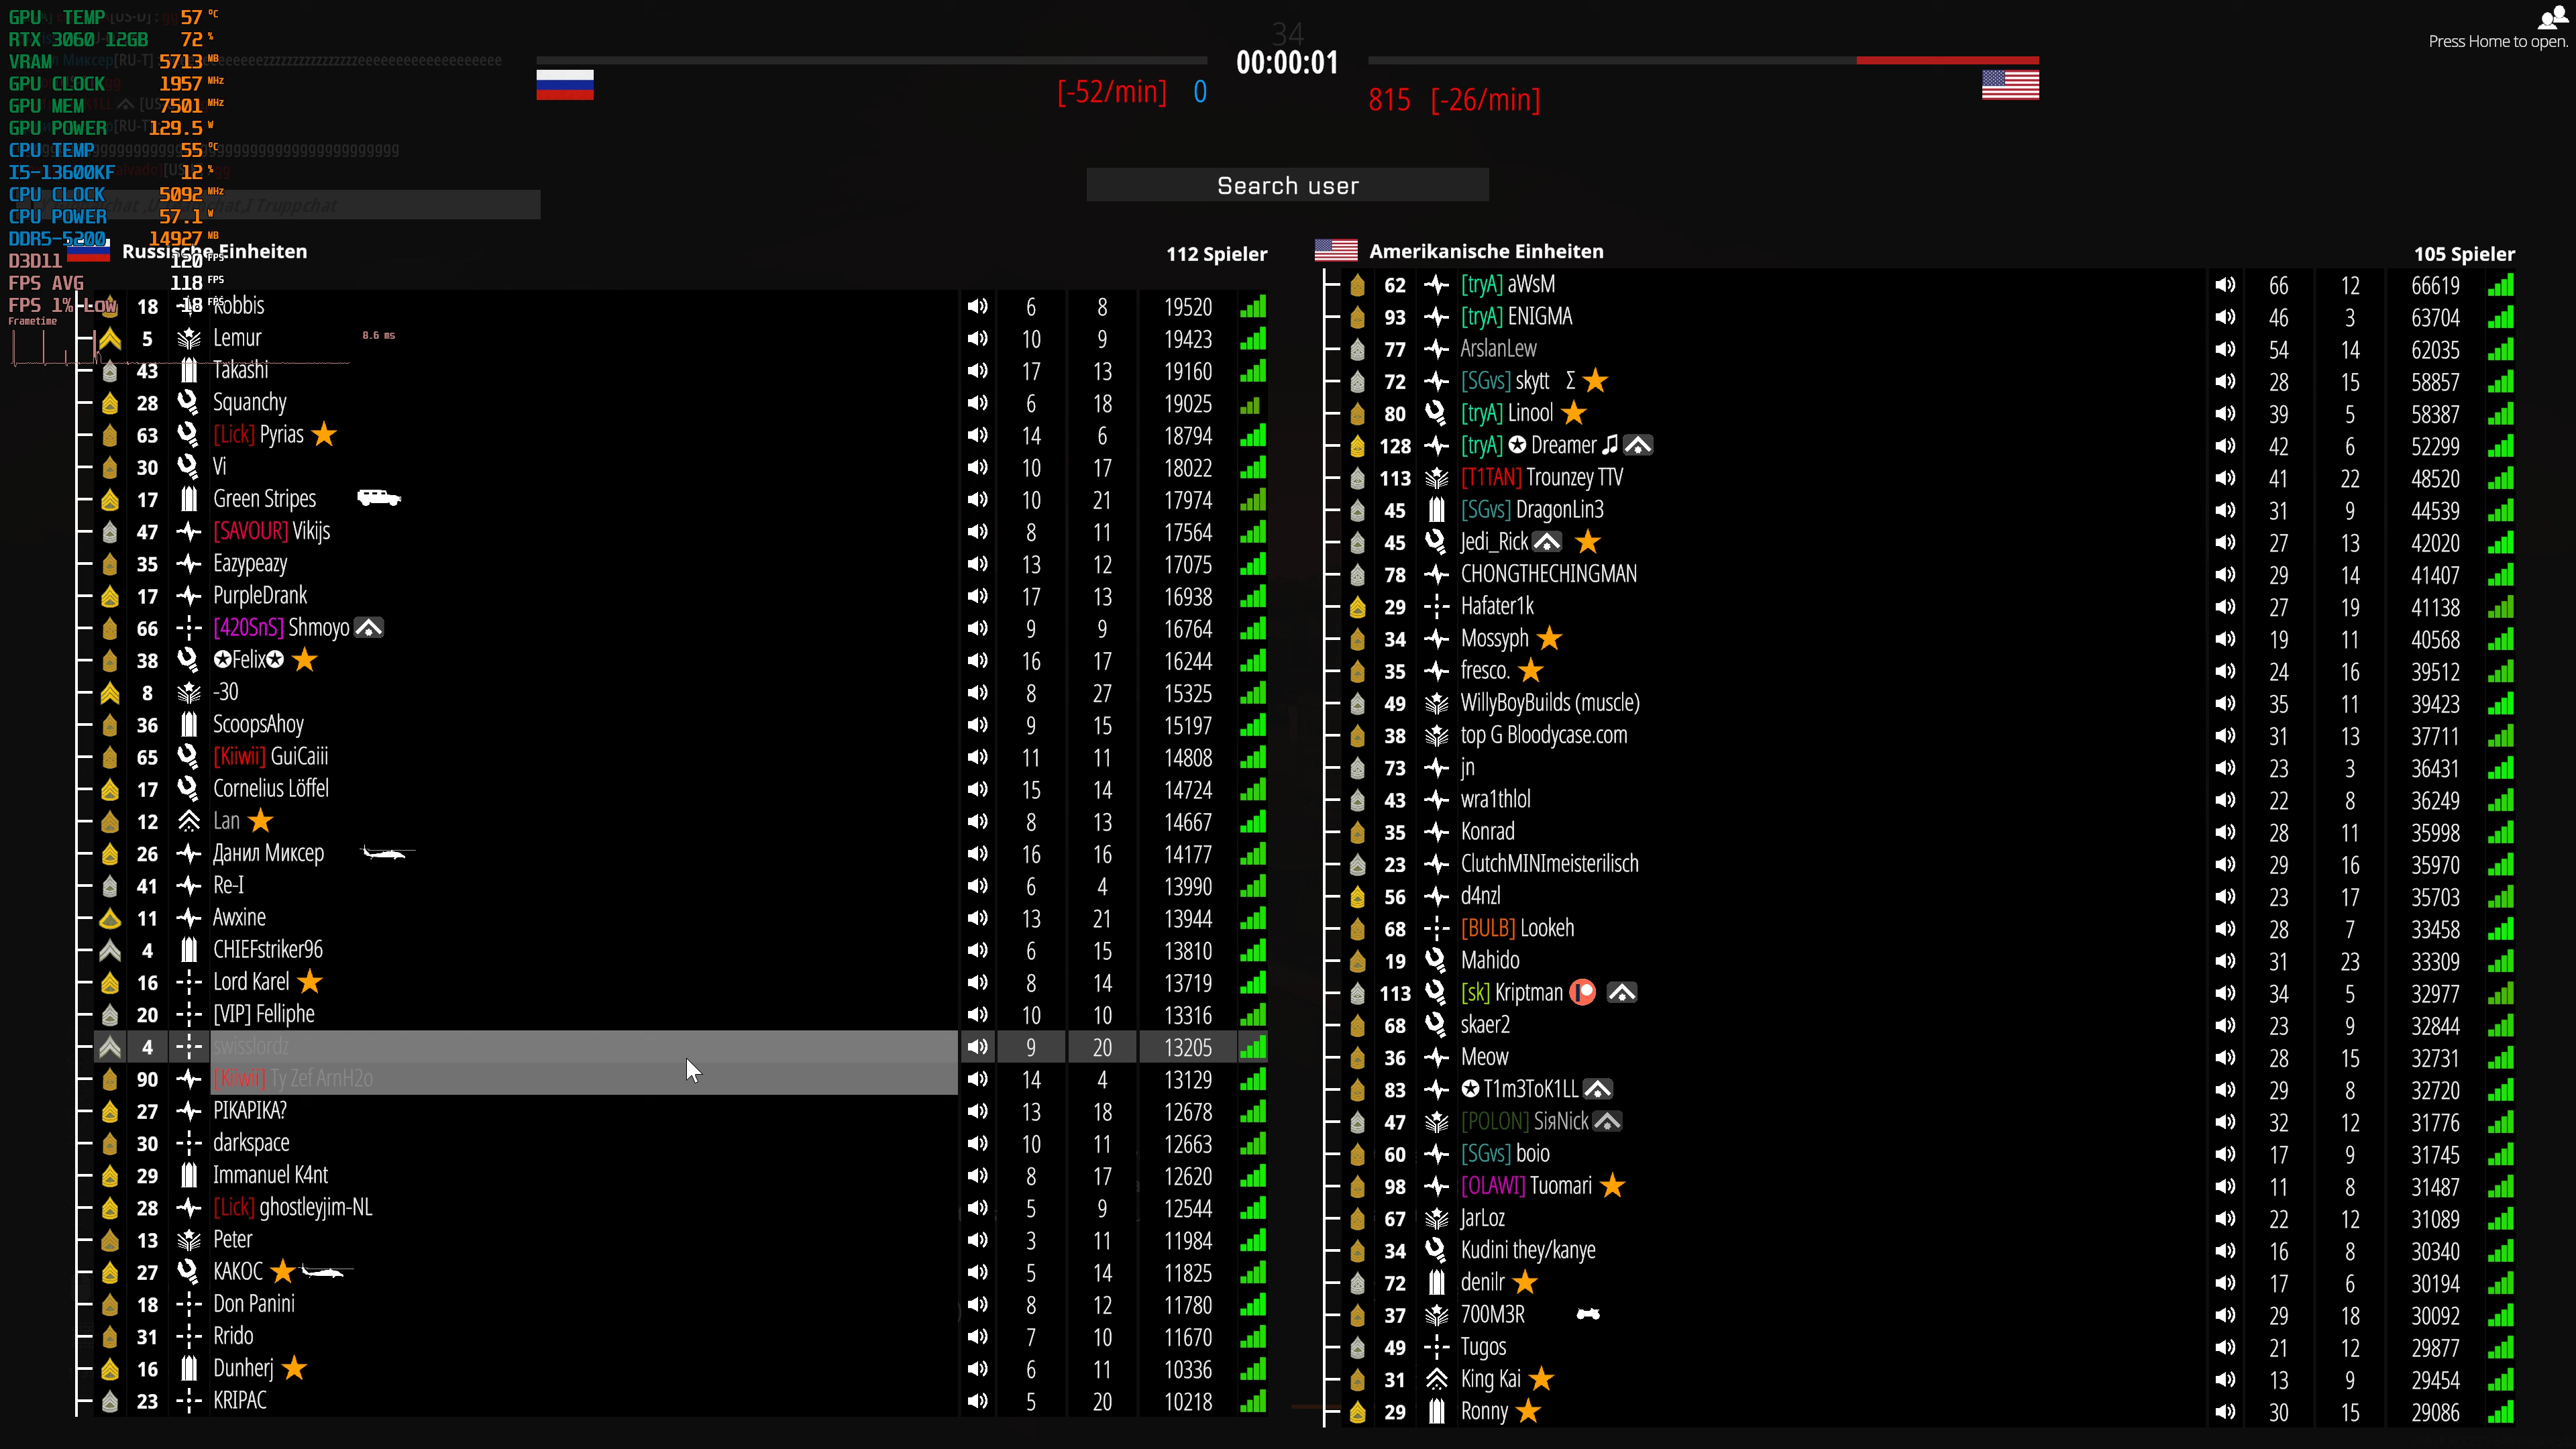 GPU TEMP 57 °C
RTX 3060 12GB 72 %
VRAM 5713 MB
GPU CLOCK 1957 MHz
GPU MEM 7501 MHz
GPU POWER 129.5 W
CPU TEMP 55 °C
I5-13600KF 12 %
CPU CLOCK 5092 MHz
CPU POWER 57.1 W
DDR5-5200 14927 MB
D3D11 120 FPS
FPS AVG 118 FPS
FPS 1% Low 18 FPS
Frametime
8.6 ms
34
00:00:01
[-52/min] 0
815 [-26/min]
Press Home to open.
Search user
Truppchat
Russische Einheiten 112 Spieler
18 Robbis 6 8 19520
5 Lemur 10 9 19423
43 Takashi 17 13 19160
28 Squanchy 6 18 19025
63 [Lick] Pyrias 14 6 18794
30 Vi 10 17 18022
17 Green Stripes 10 21 17974
47 [SAVOUR] Vikijs 8 11 17564
35 Eazypeazy 13 12 17075
17 PurpleDrank 17 13 16938
66 [420SnS] Shmoyo 9 9 16764
38 ✪Felix✪ 16 17 16244
8 -30 8 27 15325
36 ScoopsAhoy 9 15 15197
65 [Kiiwii] GuiCaiii 11 11 14808
17 Cornelius Löffel 15 14 14724
12 Lan 8 13 14667
26 Данил Миксер 16 16 14177
41 Re-I 6 4 13990
11 Awxine 13 21 13944
4 CHIEFstriker96 6 15 13810
16 Lord Karel 8 14 13719
20 [VIP] Felliphe 10 10 13316
4 swisslordz 9 20 13205
90 [Kiiwii] Ty Zef ArnH2o 14 4 13129
27 PIKAPIKA? 13 18 12678
30 darkspace 10 11 12663
29 Immanuel K4nt 8 17 12620
28 [Lick] ghostleyjim-NL 5 9 12544
13 Peter 3 11 11984
27 KAKOC 5 14 11825
18 Don Panini 8 12 11780
31 Rrido 7 10 11670
16 Dunherj 6 11 10336
23 KRIPAC 5 20 10218
Amerikanische Einheiten 105 Spieler
62 [tryA] aWsM 66 12 66619
93 [tryA] ENIGMA 46 3 63704
77 ArslanLew 54 14 62035
72 [SGvs] skytt Σ 28 15 58857
80 [tryA] Linool 39 5 58387
128 [tryA] ✪ Dreamer ♫ 42 6 52299
113 [T1TAN] Trounzey TTV 41 22 48520
45 [SGvs] DragonLin3 31 9 44539
45 Jedi_Rick 27 13 42020
78 CHONGTHECHINGMAN 29 14 41407
29 Hafater1k 27 19 41138
34 Mossyph 19 11 40568
35 fresco. 24 16 39512
49 WillyBoyBuilds (muscle) 35 11 39423
38 top G Bloodycase.com 31 13 37711
73 jn 23 3 36431
43 wra1thlol 22 8 36249
35 Konrad 28 11 35998
23 ClutchMINImeisterilisch 29 16 35970
56 d4nzl 23 17 35703
68 [BULB] Lookeh 28 7 33458
19 Mahido 31 23 33309
113 [sk] Kriptman 34 5 32977
68 skaer2 23 9 32844
36 Meow 28 15 32731
83 ✪ T1m3ToK1LL 29 8 32720
47 [POLON] SiяNick 32 12 31776
60 [SGvs] boio 17 9 31745
98 [OLAWI] Tuomari 11 8 31487
67 JarLoz 22 12 31089
34 Kudini they/kanye 16 8 30340
72 denilr 17 6 30194
37 700M3R 29 18 30092
49 Tugos 21 12 29877
31 King Kai 13 9 29454
29 Ronny 30 15 29086